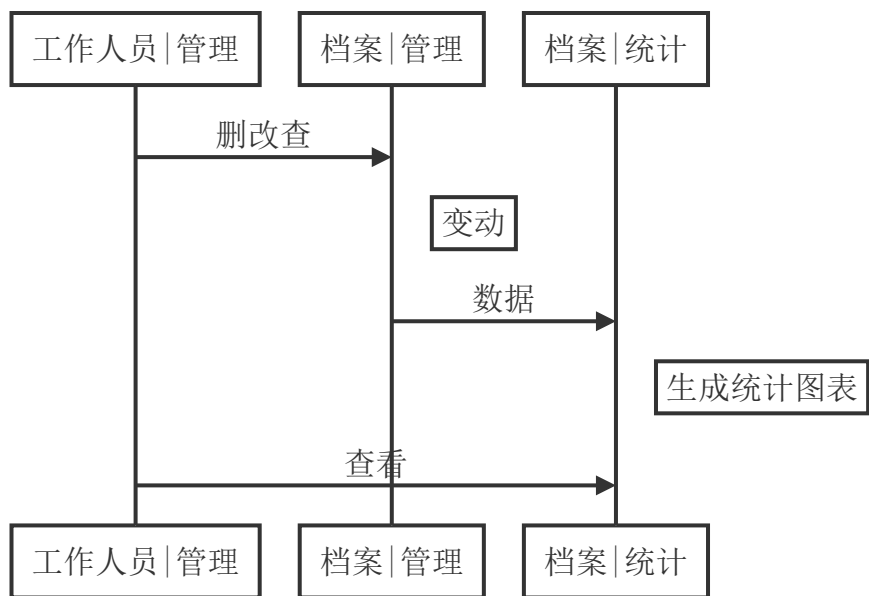 工作人员|管理
档案|管理
档案|统计
删改查
变动
数据
生成统计图表
查看
工作人员|管理
档案|管理
档案|统计